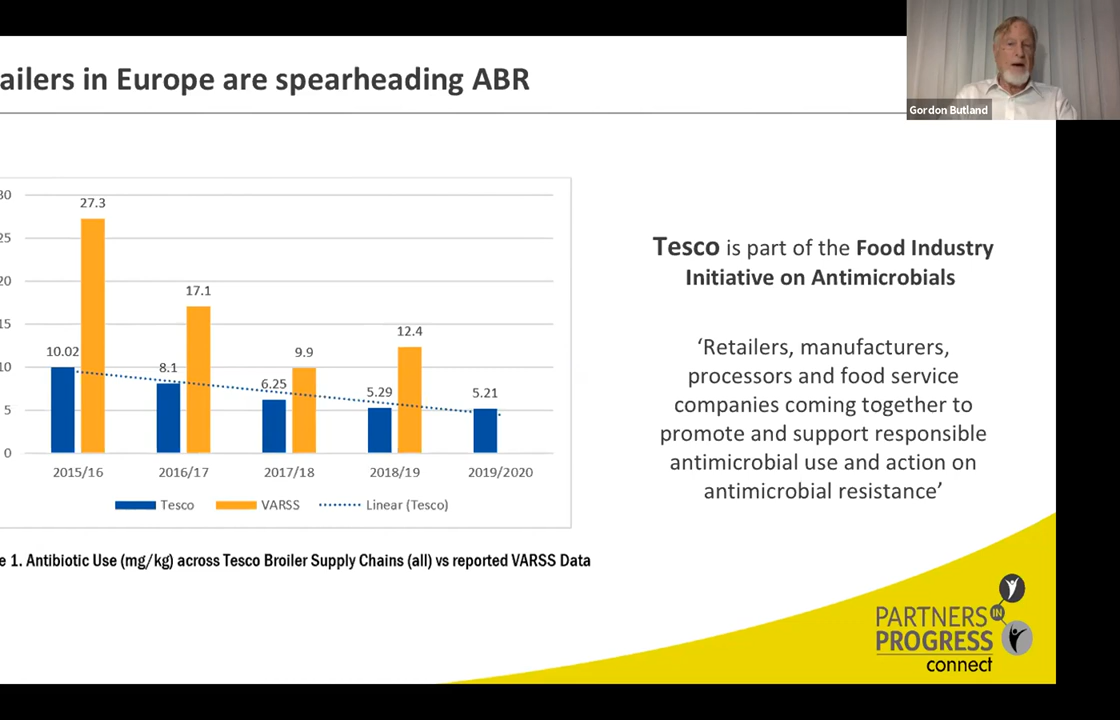 ailers in Europe are spearheading ABR
Gordon Butland
30
25
20
15
10
5
0
27.3
17.1
9.9
12.4
10.02
8.1
6.25
5.29
5.21
2015/16
2016/17
2017/18
2018/19
2019/2020
Tesco
VARSS
Linear (Tesco)
e 1. Antibiotic Use (mg/kg) across Tesco Broiler Supply Chains (all) vs reported VARSS Data
Tesco is part of the Food Industry
Initiative on Antimicrobials
‘Retailers, manufacturers,
processors and food service
companies coming together to
promote and support responsible
antimicrobial use and action on
antimicrobial resistance’
PARTNERS IN
PROGRESS
connect